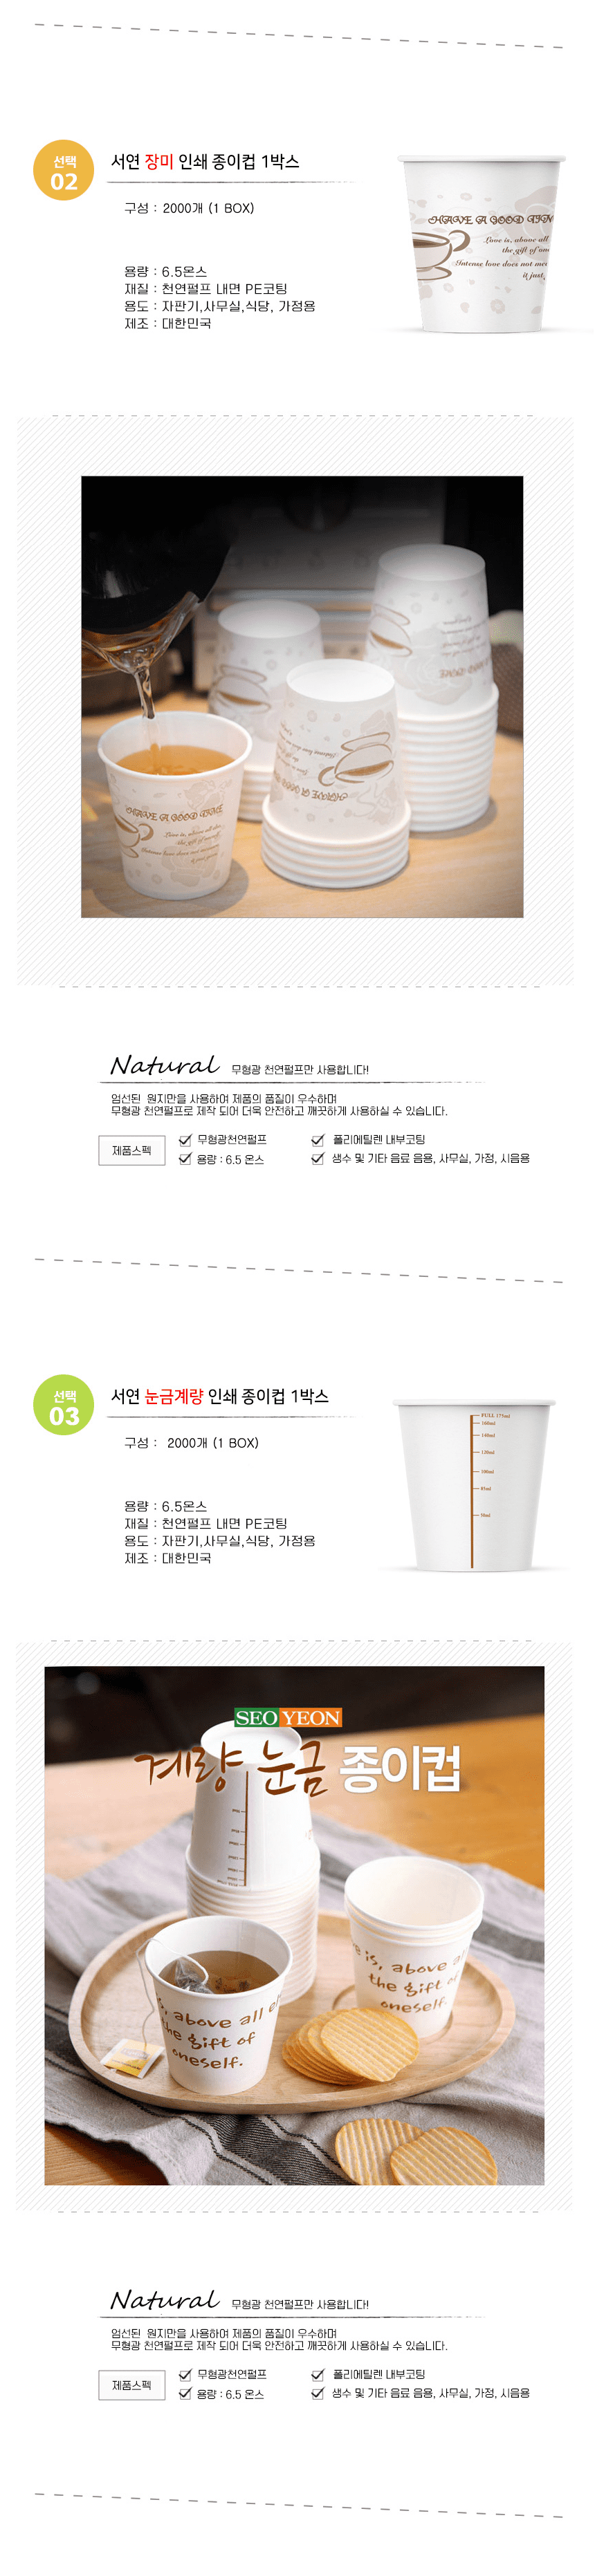 선택
02
서연 장미 인쇄 종이컵 1박스
구성 : 2000개 (1 BOX)
용량 : 6.5온스
재질 : 천연펄프 내면 PE코팅
용도 : 자판기,사무실,식당, 가정용
제조 : 대한민국
HAVE A GOOD TIM
Love is, above all
the gift of one
Intense love does not mea
it just
HAVE A GOOD TIME
Love is, above all els
the gift of oneself
Intense love does not measure
it just gives
HAVE A GOOD TIME
Natural 무형광 천연펄프만 사용합니다!
엄선된 원지만을 사용하여 제품의 품질이 우수하며
무형광 천연펄프로 제작 되어 더욱 안전하고 깨끗하게 사용하실 수 있습니다.
제품스펙
무형광천연펄프
폴리에틸렌 내부코팅
용량 : 6.5 온스
생수 및 기타 음료 음용, 사무실, 가정, 시음용
선택
03
서연 눈금계량 인쇄 종이컵 1박스
구성 : 2000개 (1 BOX)
용량 : 6.5온스
재질 : 천연펄프 내면 PE코팅
용도 : 자판기,사무실,식당, 가정용
제조 : 대한민국
FULL 175ml
160ml
140ml
120ml
100ml
85ml
50ml
SEO YEON
계량 눈금 종이컵
e is, above a
the gift of
oneself.
s, above all el
the gift of
oneself.
Natural 무형광 천연펄프만 사용합니다!
엄선된 원지만을 사용하여 제품의 품질이 우수하며
무형광 천연펄프로 제작 되어 더욱 안전하고 깨끗하게 사용하실 수 있습니다.
제품스펙
무형광천연펄프
폴리에틸렌 내부코팅
용량 : 6.5 온스
생수 및 기타 음료 음용, 사무실, 가정, 시음용